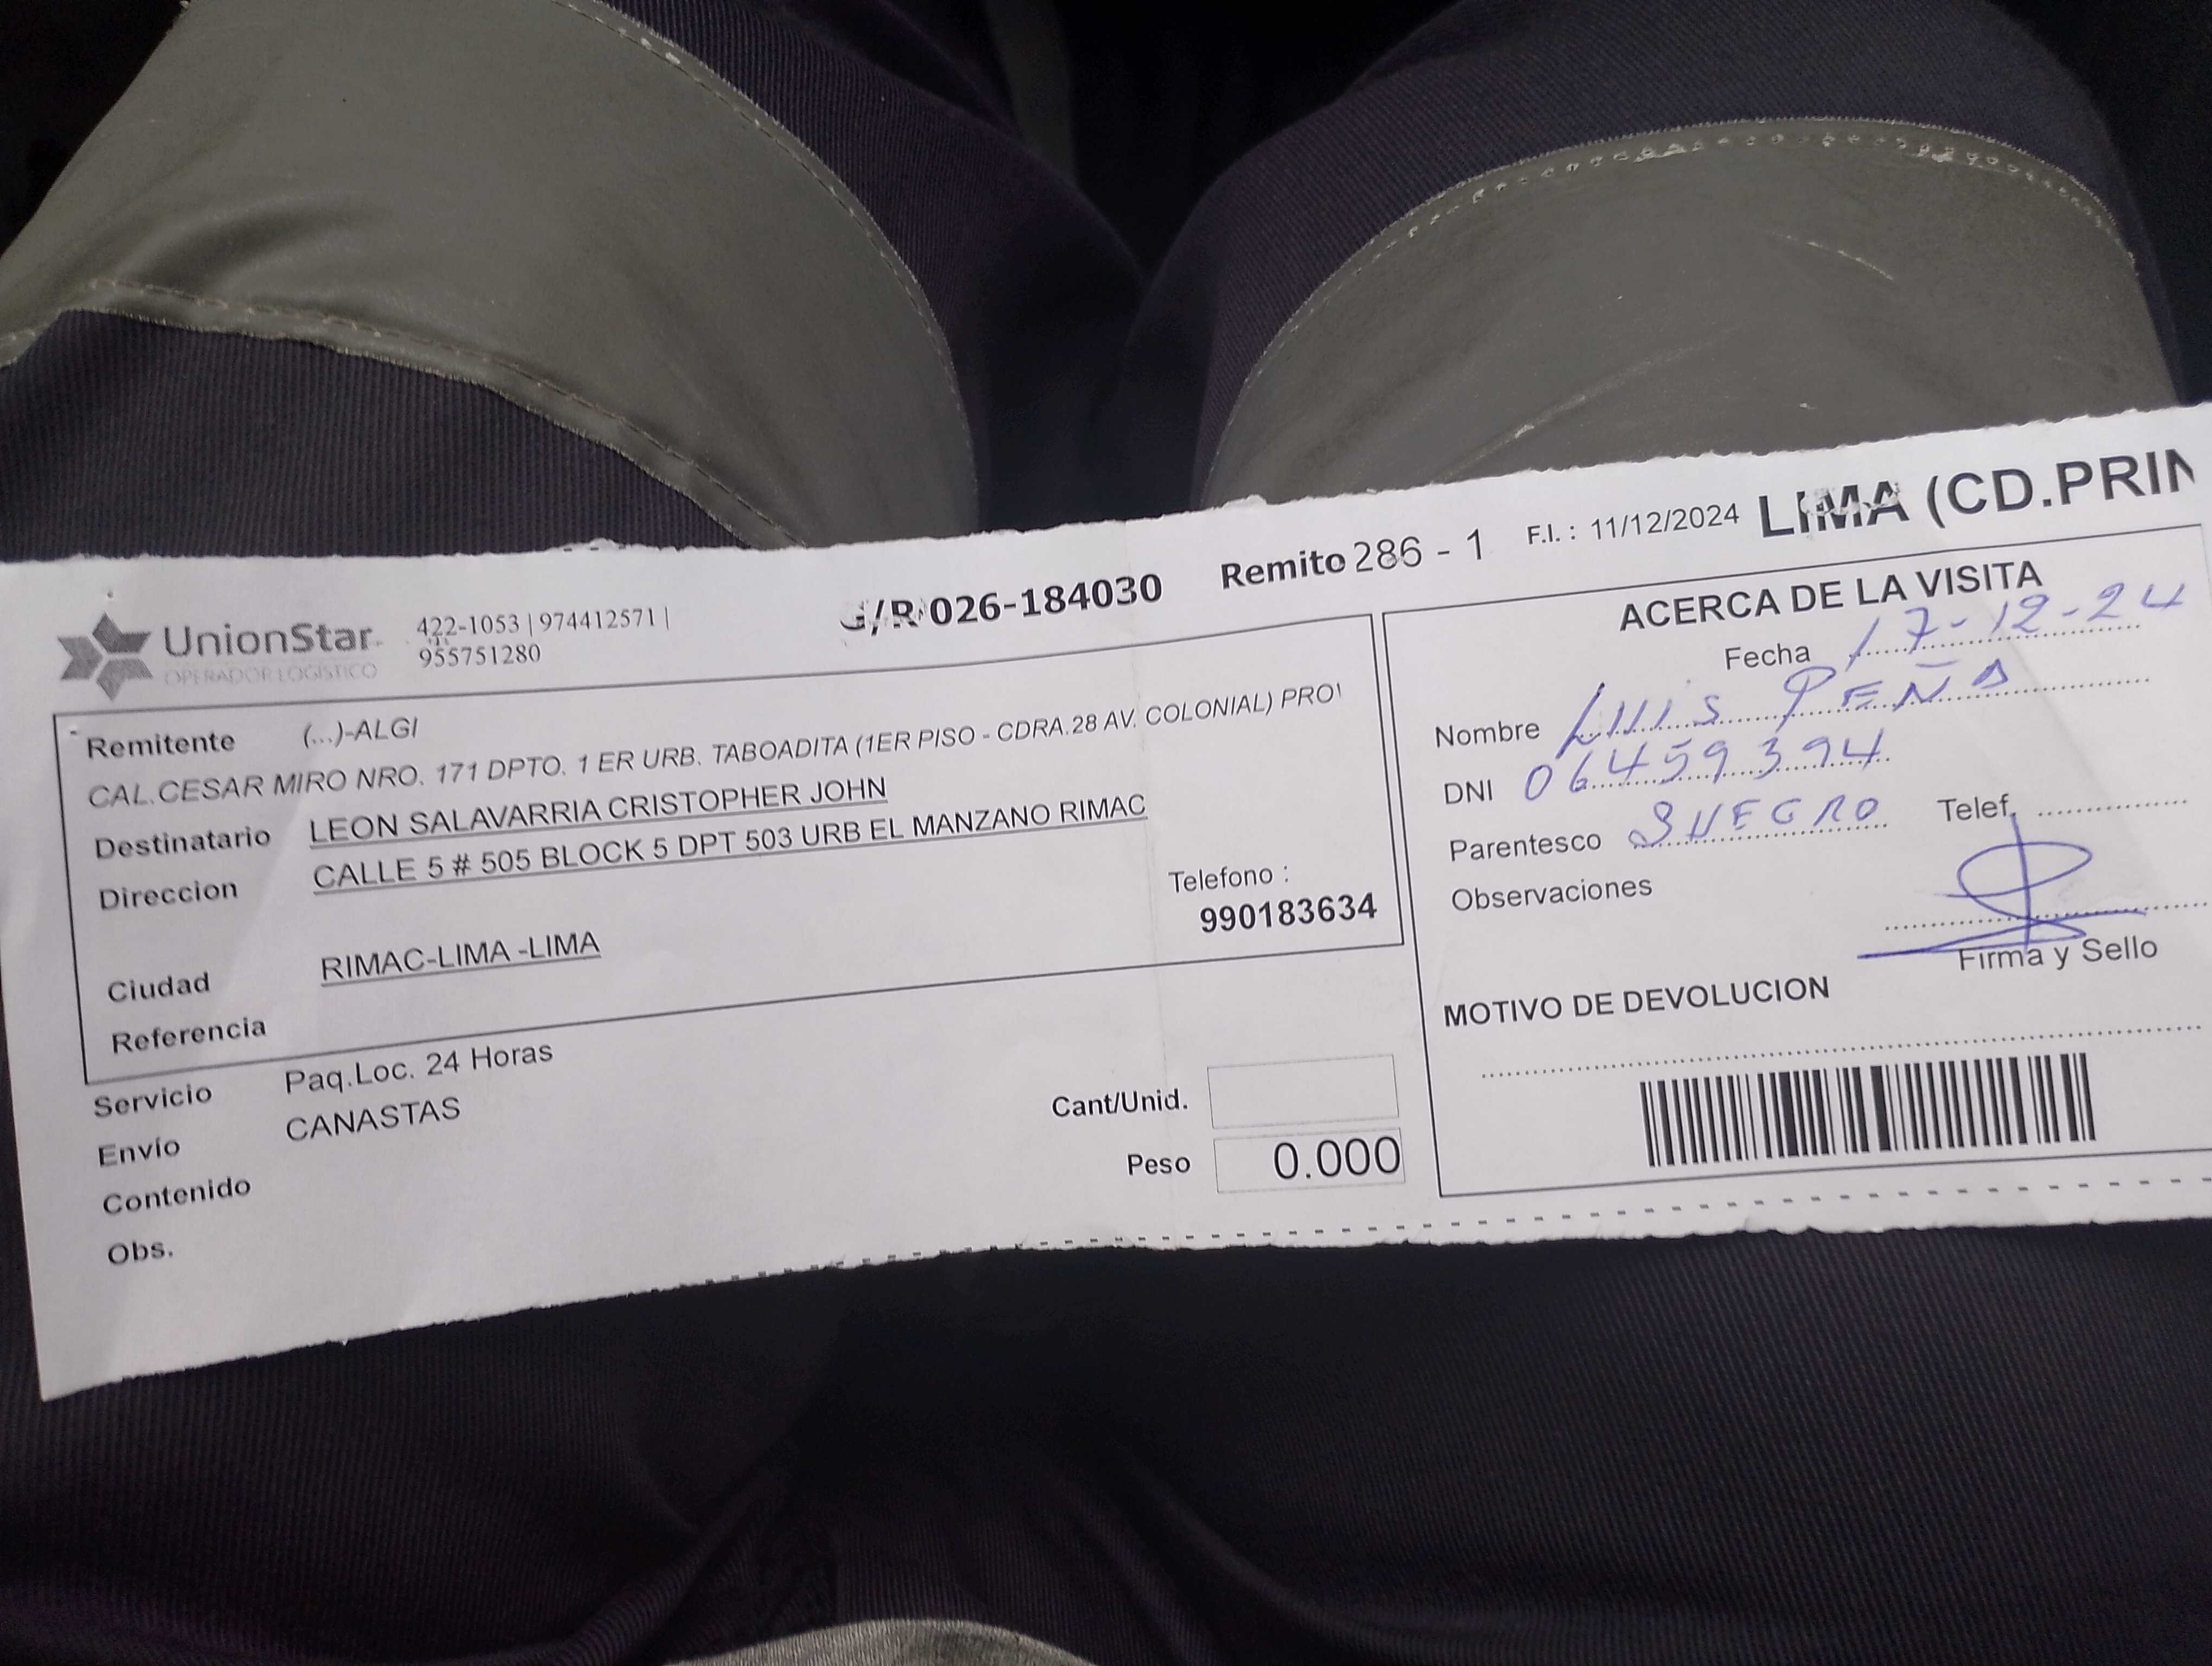 UnionStar
OPERADOR LOGÍSTICO
422-1053 | 974412571 |
955751280
G/R 026-184030
Remito 286 - 1
F.I. : 11/12/2024
LIMA (CD.PRIN
Remitente (...)-ALGI
CAL.CESAR MIRO NRO. 171 DPTO. 1 ER URB. TABOADITA (1ER PISO - CDRA.28 AV. COLONIAL) PROV
Destinatario LEON SALAVARRIA CRISTOPHER JOHN
Direccion CALLE 5 # 505 BLOCK 5 DPT 503 URB EL MANZANO RIMAC
Telefono :
990183634
Ciudad RIMAC-LIMA -LIMA
Referencia
Servicio Paq.Loc. 24 Horas
Envío CANASTAS
Contenido
Obs.
Cant/Unid.
Peso 0.000
ACERCA DE LA VISITA
Fecha 17-12-24
Nombre LUIS PEÑA
DNI 06459394
Parentesco SUEGRO Telef.
Observaciones
Firma y Sello
MOTIVO DE DEVOLUCION